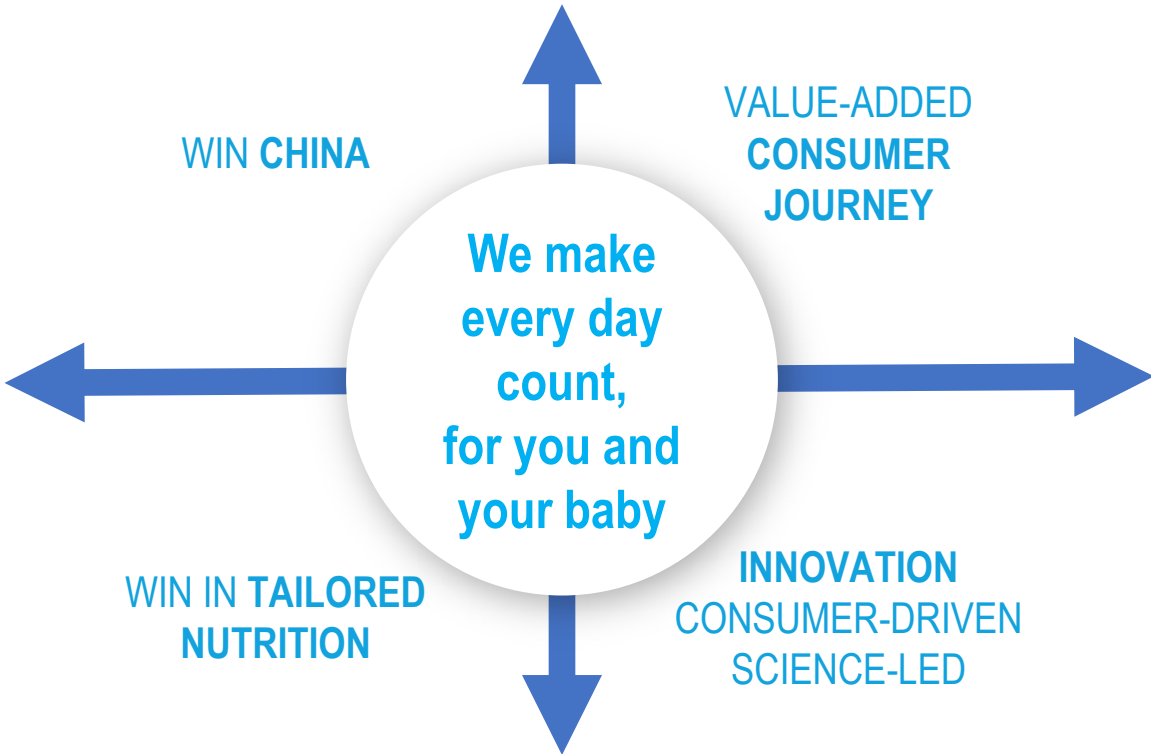 WIN CHINA
VALUE-ADDED
CONSUMER
JOURNEY
We make
every day
count,
for you and
your baby
WIN IN TAILORED
NUTRITION
INNOVATION
CONSUMER-DRIVEN
SCIENCE-LED